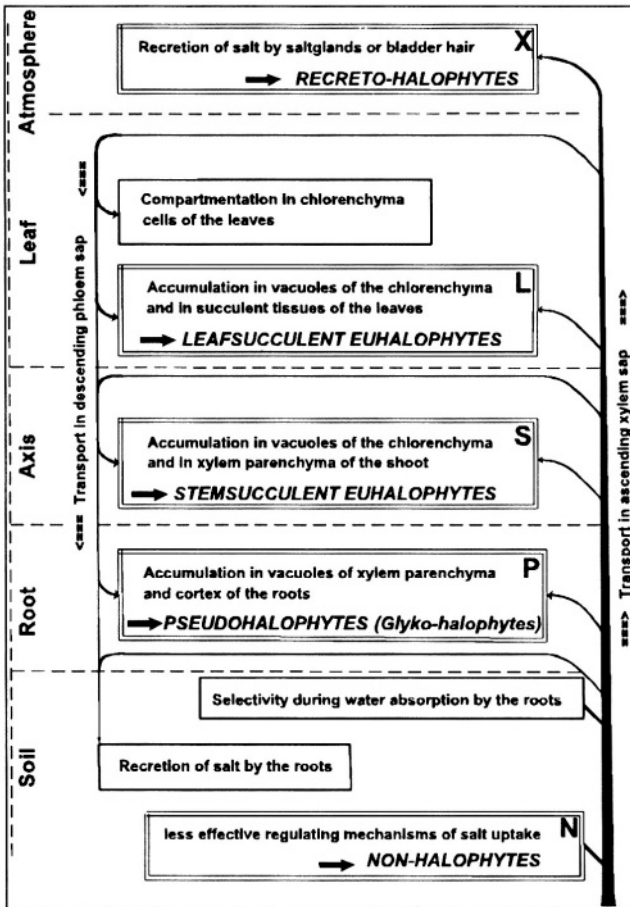 Atmosphere
Recretion of salt by saltglands or bladder hair
X
RECRETO-HALOPHYTES
Leaf
Compartmentation in chlorenchyma
cells of the leaves
Accumulation in vacuoles of the chlorenchyma
and in succulent tissues of the leaves
L
LEAFSUCCULENT EUHALOPHYTES
<=== Transport in descending phloem sap <===
Axis
Accumulation in vacuoles of the chlorenchyma
and in xylem parenchyma of the shoot
S
STEMSUCCULENT EUHALOPHYTES
===> Transport in ascending xylem sap ===>
Root
Accumulation in vacuoles of xylem parenchyma
and cortex of the roots
P
PSEUDOHALOPHYTES (Glyko-halophytes)
Soil
Selectivity during water absorption by the roots
Recretion of salt by the roots
less effective regulating mechanisms of salt uptake
N
NON-HALOPHYTES